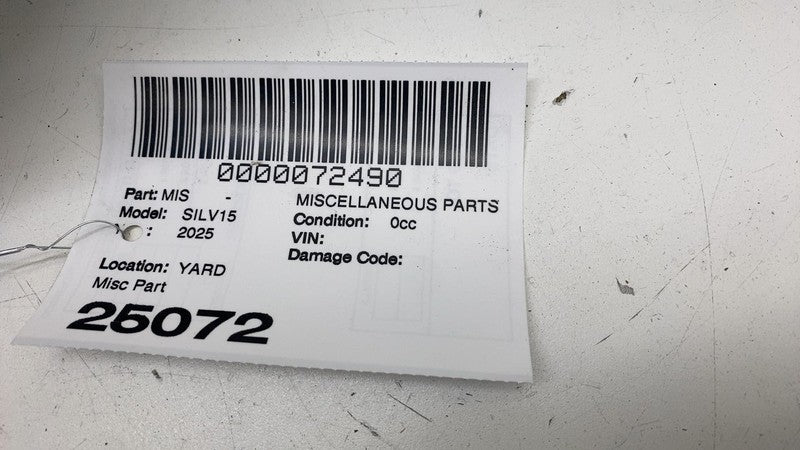 0000072490
Part: MIS - MISCELLANEOUS PARTS
Model: SILV15 Condition: 0cc
: 2025 VIN:
Damage Code:
Location: YARD
Misc Part
25072